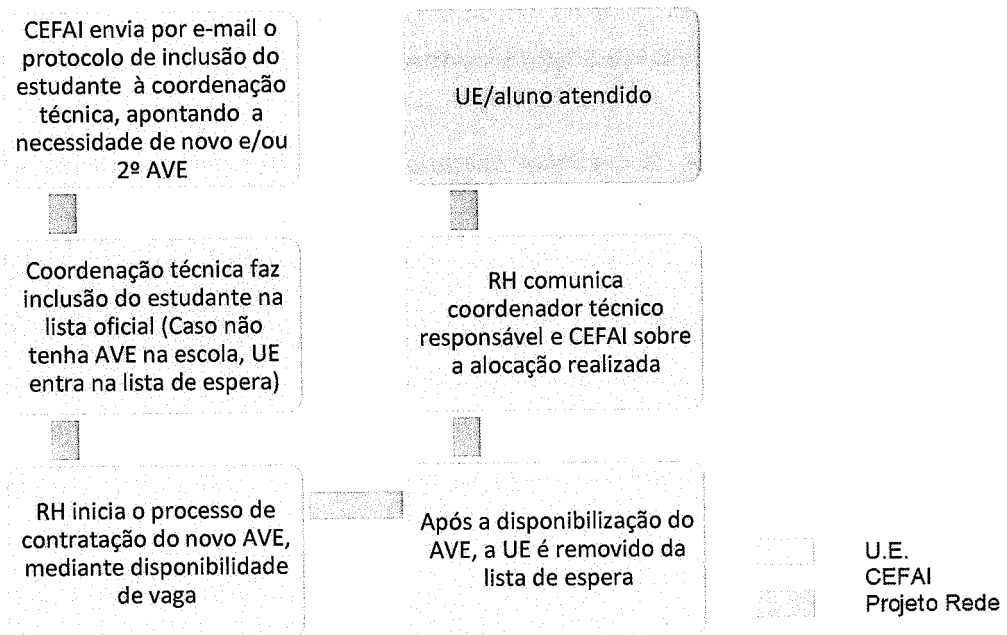 CEFAI envia por e-mail o
protocolo de inclusão do
estudante à coordenação
técnica, apontando a
necessidade de novo e/ou
2º AVE
Coordenação técnica faz
inclusão do estudante na
lista oficial (Caso não
tenha AVE na escola, UE
entra na lista de espera)
RH inicia o processo de
contratação do novo AVE,
mediante disponibilidade
de vaga
Após a disponibilização do
AVE, a UE é removido da
lista de espera
RH comunica
coordenador técnico
responsável e CEFAI sobre
a alocação realizada
UE/aluno atendido
U.E.
CEFAI
Projeto Rede